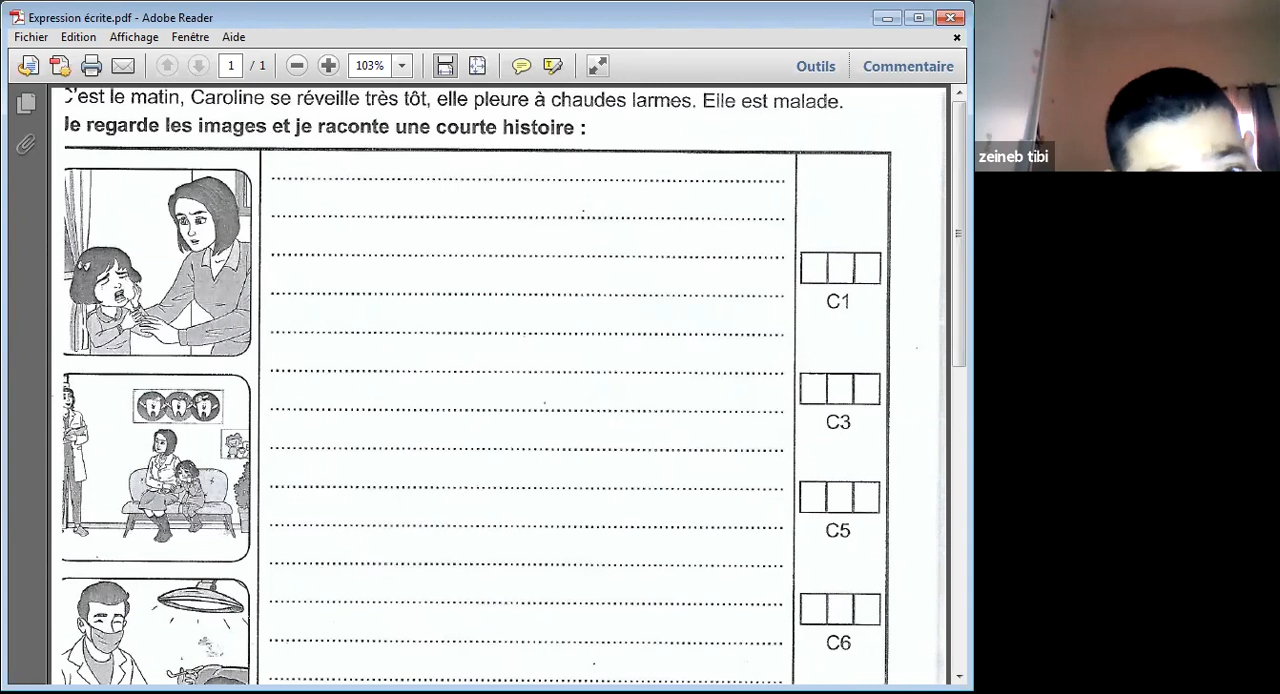 Expression écrite.pdf - Adobe Reader
Fichier Edition Affichage Fenêtre Aide
1 / 1 103% Outils Commentaire
C'est le matin, Caroline se réveille très tôt, elle pleure à chaudes larmes. Elle est malade.
Je regarde les images et je raconte une courte histoire :
zeineb tibi
C1
C3
C5
C6